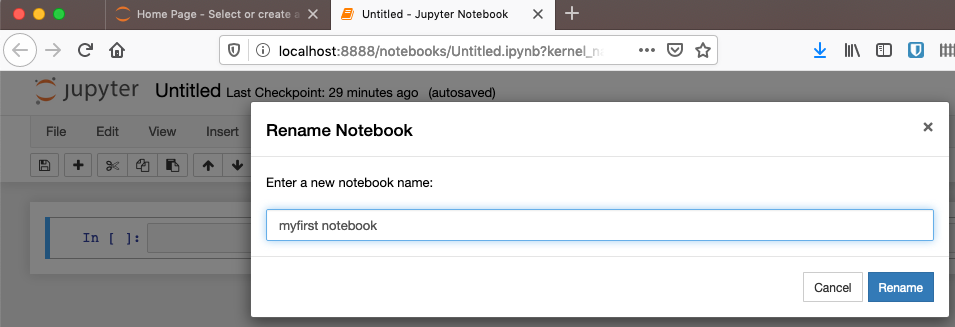 Home Page - Select or create a
Untitled - Jupyter Notebook
localhost:8888/notebooks/Untitled.ipynb?kernel_n
jupyter Untitled Last Checkpoint: 29 minutes ago (autosaved)
File Edit View Insert
Rename Notebook
Enter a new notebook name:
In [ ]:
myfirst notebook
Cancel Rename